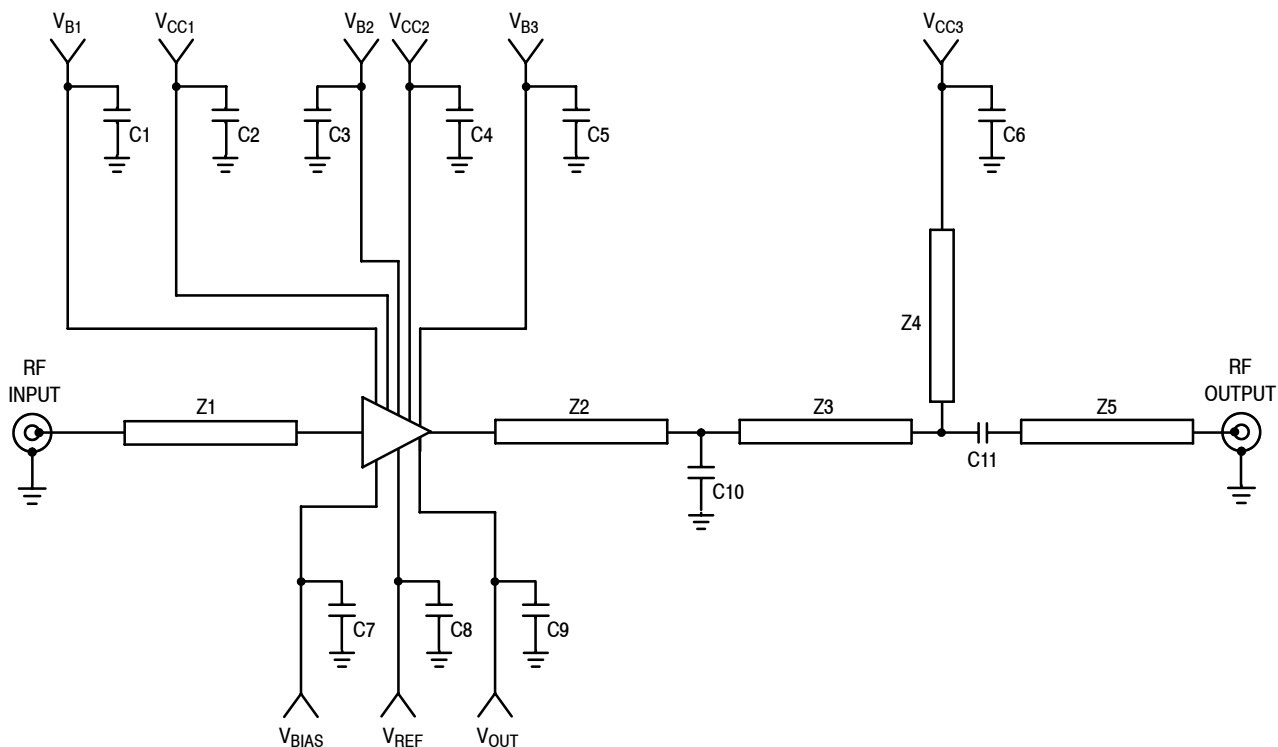 VB1
VCC1
VB2
VCC2
VB3
VCC3
C1
C2
C3
C4
C5
C6
Z4
RF
INPUT
Z1
Z2
Z3
Z5
RF
OUTPUT
C11
C10
C7
C8
C9
VBIAS
VREF
VOUT